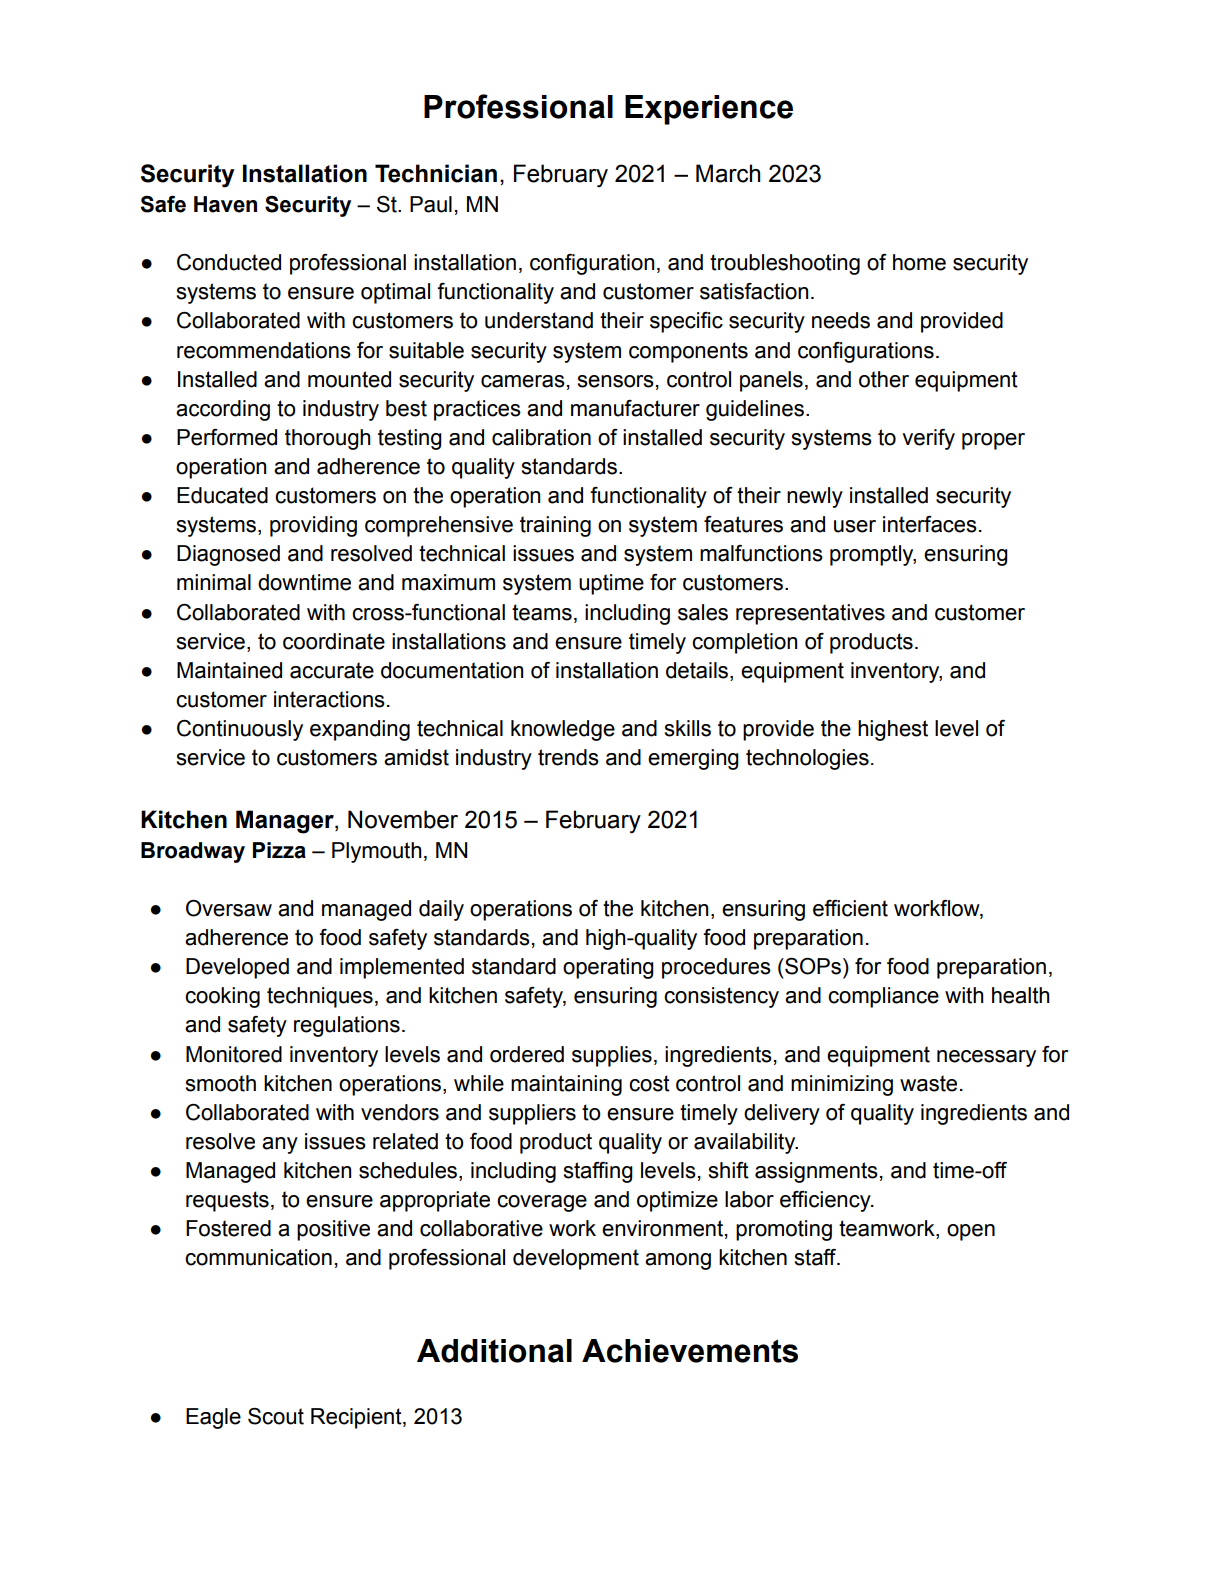 Professional Experience
Security Installation Technician, February 2021 – March 2023
Safe Haven Security – St. Paul, MN
● Conducted professional installation, configuration, and troubleshooting of home security
systems to ensure optimal functionality and customer satisfaction.
● Collaborated with customers to understand their specific security needs and provided
recommendations for suitable security system components and configurations.
● Installed and mounted security cameras, sensors, control panels, and other equipment
according to industry best practices and manufacturer guidelines.
● Performed thorough testing and calibration of installed security systems to verify proper
operation and adherence to quality standards.
● Educated customers on the operation and functionality of their newly installed security
systems, providing comprehensive training on system features and user interfaces.
● Diagnosed and resolved technical issues and system malfunctions promptly, ensuring
minimal downtime and maximum system uptime for customers.
● Collaborated with cross-functional teams, including sales representatives and customer
service, to coordinate installations and ensure timely completion of products.
● Maintained accurate documentation of installation details, equipment inventory, and
customer interactions.
● Continuously expanding technical knowledge and skills to provide the highest level of
service to customers amidst industry trends and emerging technologies.
Kitchen Manager, November 2015 – February 2021
Broadway Pizza – Plymouth, MN
● Oversaw and managed daily operations of the kitchen, ensuring efficient workflow,
adherence to food safety standards, and high-quality food preparation.
● Developed and implemented standard operating procedures (SOPs) for food preparation,
cooking techniques, and kitchen safety, ensuring consistency and compliance with health
and safety regulations.
● Monitored inventory levels and ordered supplies, ingredients, and equipment necessary for
smooth kitchen operations, while maintaining cost control and minimizing waste.
● Collaborated with vendors and suppliers to ensure timely delivery of quality ingredients and
resolve any issues related to food product quality or availability.
● Managed kitchen schedules, including staffing levels, shift assignments, and time-off
requests, to ensure appropriate coverage and optimize labor efficiency.
● Fostered a positive and collaborative work environment, promoting teamwork, open
communication, and professional development among kitchen staff.
Additional Achievements
● Eagle Scout Recipient, 2013